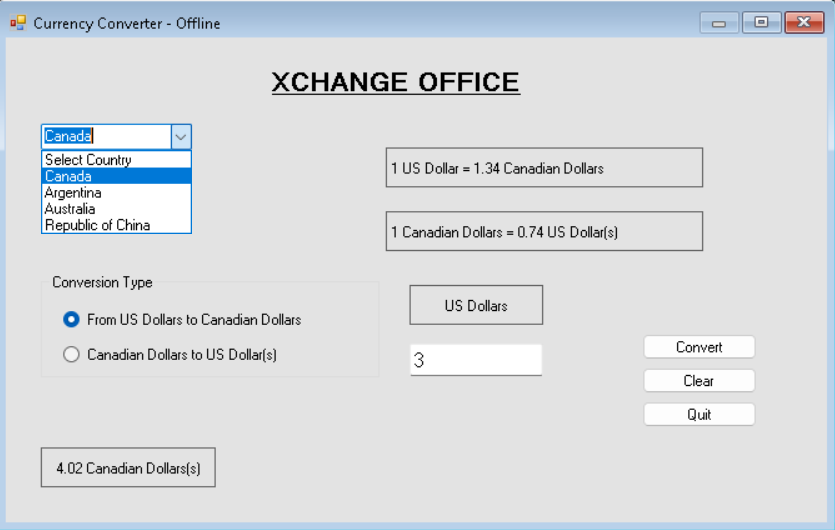 Currency Converter - Offline
XCHANGE OFFICE
Canada
Select Country
Canada
Argentina
Australia
Republic of China
1 US Dollar = 1.34 Canadian Dollars
1 Canadian Dollars = 0.74 US Dollar(s)
Conversion Type
From US Dollars to Canadian Dollars
Canadian Dollars to US Dollar(s)
US Dollars
3
Convert
Clear
Quit
4.02 Canadian Dollars(s)